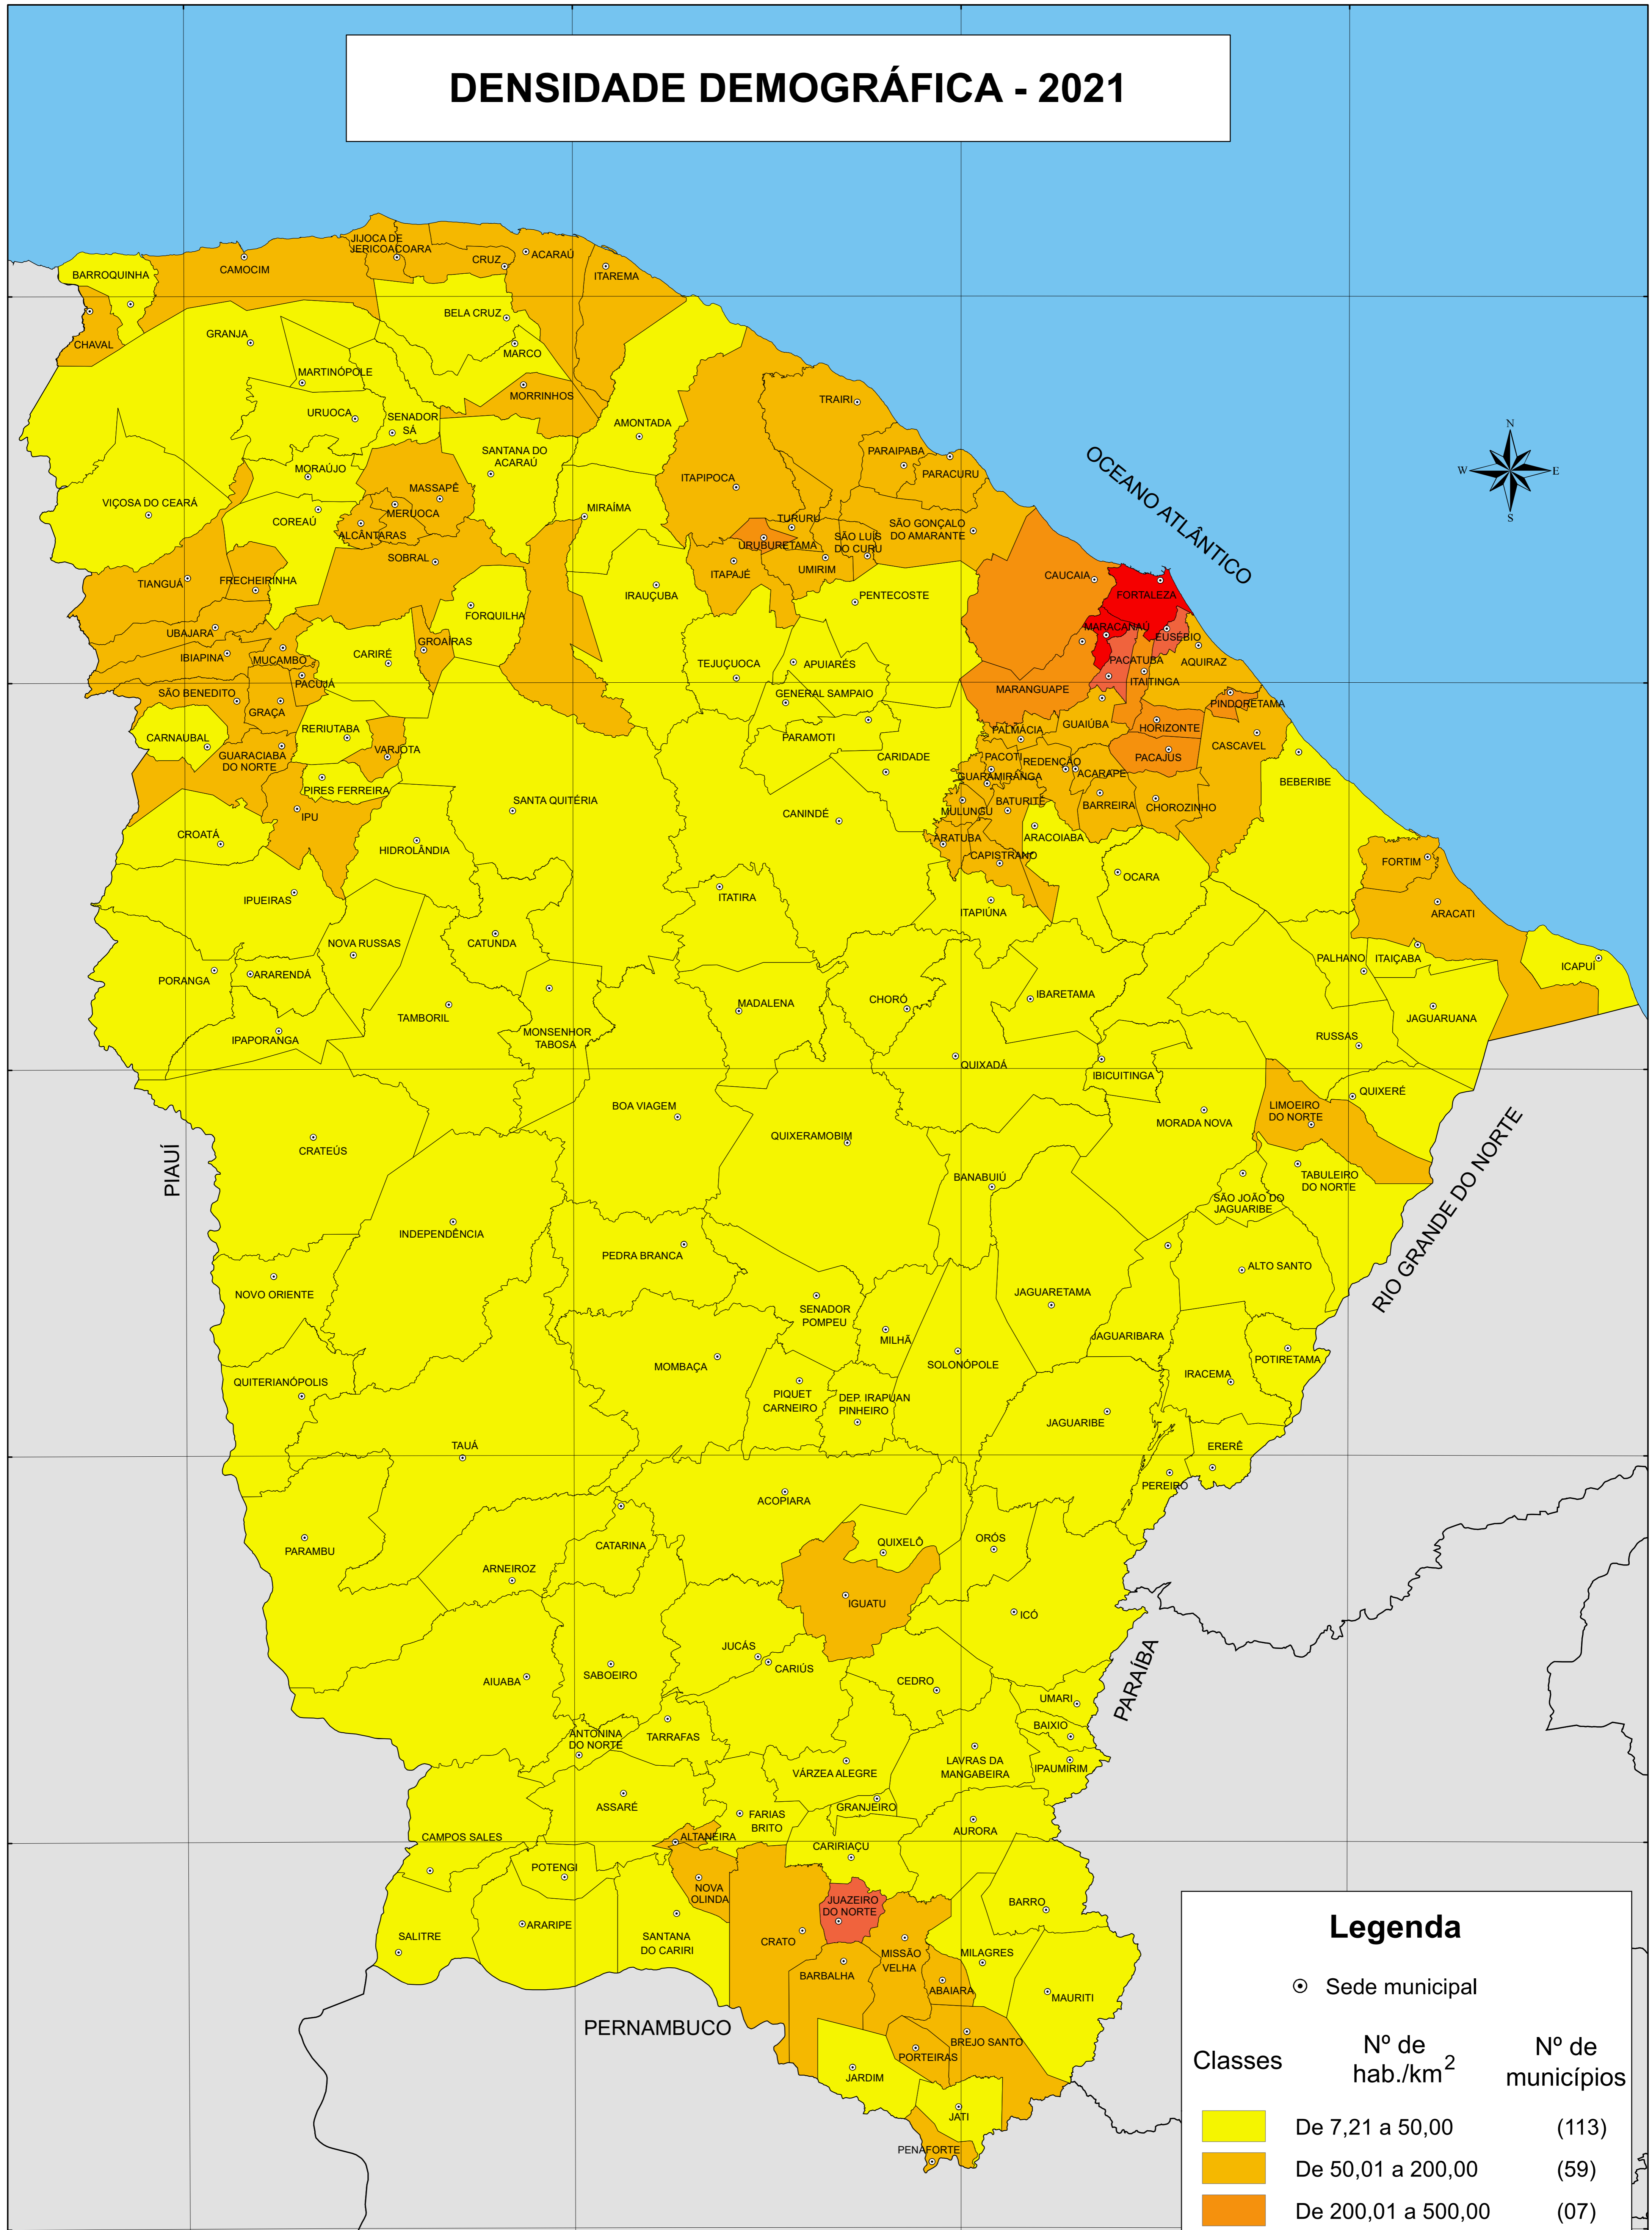 DENSIDADE DEMOGRÁFICA - 2021
JIJOCA DE
JERICOACOARA
CRUZ
ACARAÚ
CAMOCIM
BARROQUINHA
ITAREMA
BELA CRUZ
GRANJA
CHAVAL
MARCO
MARTINÓPOLE
MORRINHOS
TRAIRI
URUOCA
SENADOR
SÁ
AMONTADA
N
W
E
S
OCEANO ATLÂNTICO
SANTANA DO
ACARAÚ
PARAIPABA
PARACURU
MORAÚJO
ITAPIPOCA
MASSAPÊ
VIÇOSA DO CEARÁ
MIRAÍMA
MERUOCA
COREAÚ
TURURU
SÃO GONÇALO
DO AMARANTE
ALCÂNTARAS
SÃO LUÍS
DO CURU
URUBURETAMA
SOBRAL
UMIRIM
ITAPAJÉ
CAUCAIA
TIANGUÁ
FRECHEIRINHA
IRAUÇUBA
PENTECOSTE
FORTALEZA
FORQUILHA
MARACANAÚ
UBAJARA
EUSÉBIO
GROAÍRAS
CARIRÉ
IBIAPINA
MUCAMBO
TEJUÇUOCA
APUIARÉS
PACATUBA
AQUIRAZ
PACUJÁ
ITAITINGA
SÃO BENEDITO
GENERAL SAMPAIO
MARANGUAPE
PINDORETAMA
GRAÇA
GUAIÚBA
HORIZONTE
RERIUTABA
PALMÁCIA
CARNAUBAL
PARAMOTI
VARJOTA
CASCAVEL
GUARACIABA
DO NORTE
CARIDADE
PACOTI
REDENÇÃO
PACAJUS
GUARAMIRANGA
ACARAPE
BEBERIBE
PIRES FERREIRA
SANTA QUITÉRIA
BATURITÉ
BARREIRA
CHOROZINHO
IPU
CANINDÉ
MULUNGU
CROATÁ
ARATUBA
ARACOIABA
HIDROLÂNDIA
CAPISTRANO
FORTIM
OCARA
IPUEIRAS
ITATIRA
ITAPIÚNA
ARACATI
NOVA RUSSAS
CATUNDA
PALHANO
ITAIÇABA
ICAPUÍ
PORANGA
ARARENDÁ
IBARETAMA
MADALENA
CHORÓ
TAMBORIL
JAGUARUANA
MONSENHOR
TABOSA
IPAPORANGA
RUSSAS
QUIXADÁ
IBICUITINGA
QUIXERÉ
BOA VIAGEM
LIMOEIRO
DO NORTE
MORADA NOVA
QUIXERAMOBIM
CRATEÚS
PIAUÍ
BANABUIÚ
TABULEIRO
DO NORTE
SÃO JOÃO DO
JAGUARIBE
RIO GRANDE DO NORTE
INDEPENDÊNCIA
PEDRA BRANCA
ALTO SANTO
NOVO ORIENTE
JAGUARETAMA
SENADOR
POMPEU
MILHÃ
JAGUARIBARA
SOLONÓPOLE
MOMBAÇA
POTIRETAMA
IRACEMA
QUITERIANÓPOLIS
PIQUET
CARNEIRO
DEP. IRAPUAN
PINHEIRO
JAGUARIBE
TAUÁ
ERERÊ
PEREIRO
ACOPIARA
ORÓS
QUIXELÔ
CATARINA
PARAMBU
ARNEIROZ
IGUATU
ICÓ
JUCÁS
CARIÚS
SABOEIRO
AIUABA
CEDRO
PARAÍBA
UMARI
BAIXIO
ANTONINA
DO NORTE
TARRAFAS
LAVRAS DA
MANGABEIRA
IPAUMIRIM
VÁRZEA ALEGRE
ASSARÉ
GRANJEIRO
FARIAS
BRITO
AURORA
CAMPOS SALES
ALTANEIRA
CARIRIAÇU
POTENGI
NOVA
OLINDA
JUAZEIRO
DO NORTE
BARRO
ARARIPE
SALITRE
SANTANA
DO CARIRI
CRATO
MISSÃO
VELHA
MILAGRES
BARBALHA
ABAIARA
MAURITI
PERNAMBUCO
BREJO SANTO
PORTEIRAS
JARDIM
JATI
PENAFORTE
Legenda
Sede municipal
Classes
Nº de
hab./km2
Nº de
municípios
De 7,21 a 50,00 (113)
De 50,01 a 200,00 (59)
De 200,01 a 500,00 (07)